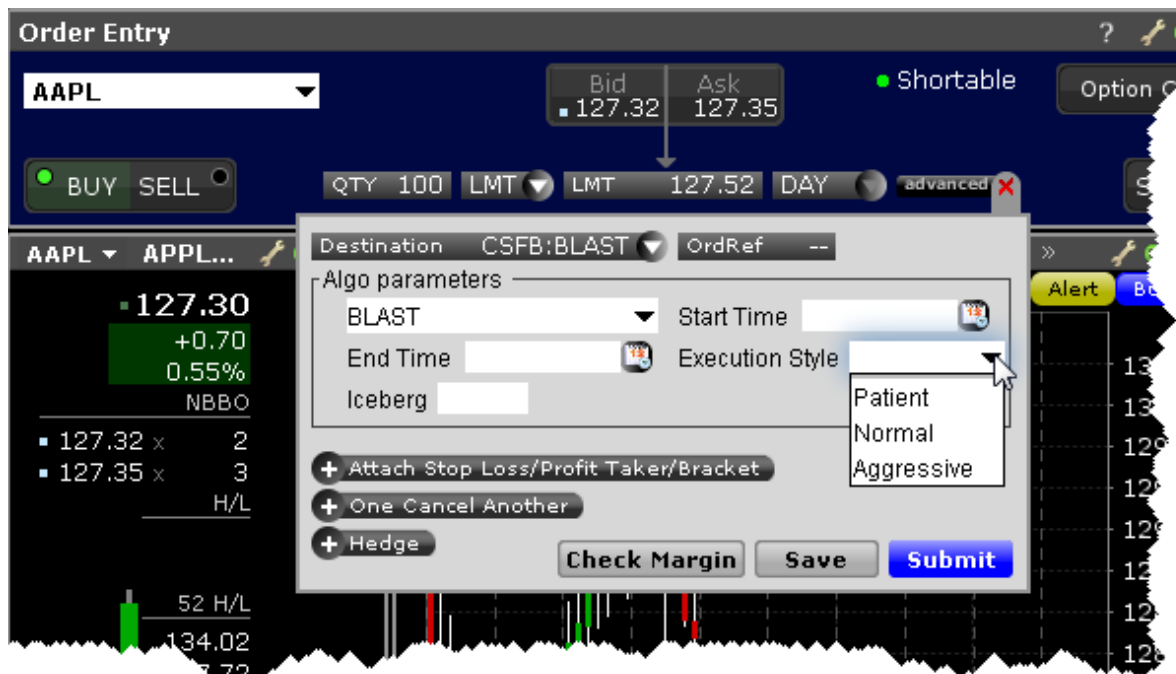 Order Entry ?
AAPL
Bid Ask
127.32 127.35
Shortable
Option
BUY SELL
QTY 100 LMT LMT 127.52 DAY advanced
S
AAPL APPL... »
Destination CSFB:BLAST OrdRef --
Alert
Algo parameters
BLAST Start Time
End Time Execution Style
Iceberg
Patient
Normal
Aggressive
127.30
+0.70
0.55%
NBBO
127.32 x 2
127.35 x 3
H/L
Attach Stop Loss/Profit Taker/Bracket
One Cancel Another
Hedge
Check Margin Save Submit
52 H/L
134.02